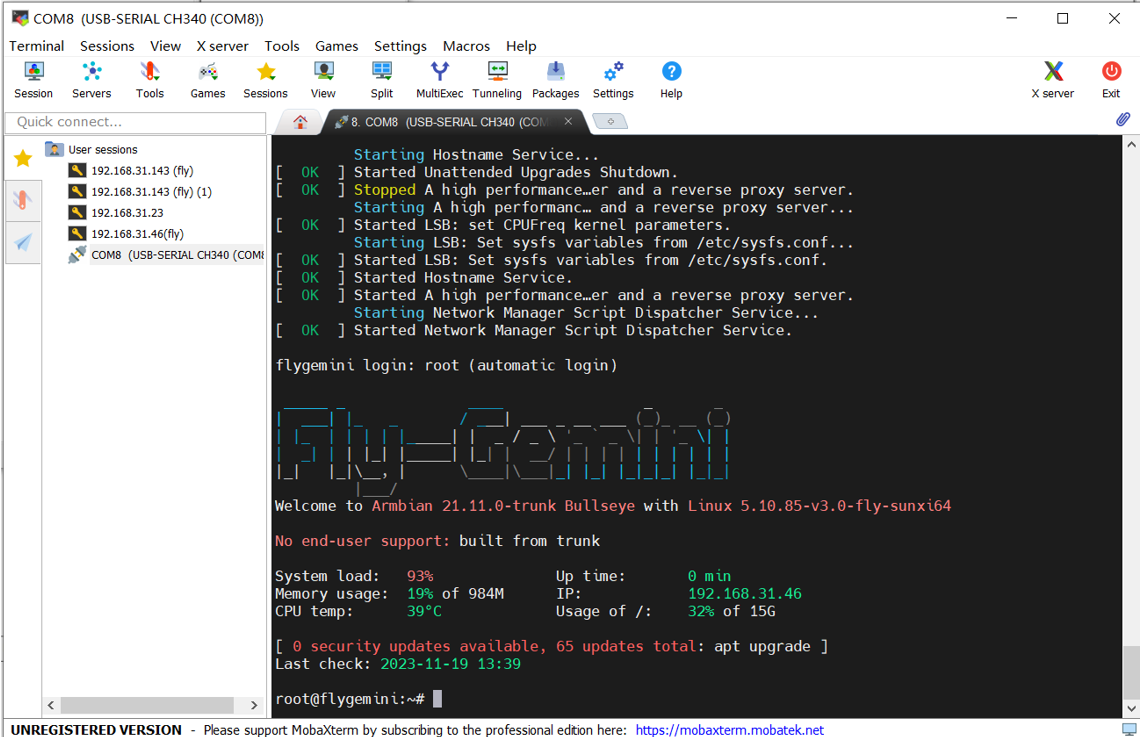 COM8 (USB-SERIAL CH340 (COM8))
Terminal Sessions View X server Tools Games Settings Macros Help
Session Servers Tools Games Sessions View Split MultiExec Tunneling Packages Settings Help X server Exit
Quick connect...
8. COM8 (USB-SERIAL CH340 (COM
User sessions
192.168.31.143 (fly)
192.168.31.143 (fly) (1)
192.168.31.23
192.168.31.46(fly)
COM8 (USB-SERIAL CH340 (COM8
Starting Hostname Service...
[ OK ] Started Unattended Upgrades Shutdown.
[ OK ] Stopped A high performance…er and a reverse proxy server.
Starting A high performanc… and a reverse proxy server...
[ OK ] Started LSB: set CPUFreq kernel parameters.
Starting LSB: Set sysfs variables from /etc/sysfs.conf...
[ OK ] Started LSB: Set sysfs variables from /etc/sysfs.conf.
[ OK ] Started Hostname Service.
[ OK ] Started A high performance…er and a reverse proxy server.
Starting Network Manager Script Dispatcher Service...
[ OK ] Started Network Manager Script Dispatcher Service.
flygemini login: root (automatic login)
Fly-Gemini
Welcome to Armbian 21.11.0-trunk Bullseye with Linux 5.10.85-v3.0-fly-sunxi64
No end-user support: built from trunk
System load: 93% Up time: 0 min
Memory usage: 19% of 984M IP: 192.168.31.46
CPU temp: 39°C Usage of /: 32% of 15G
[ 0 security updates available, 65 updates total: apt upgrade ]
Last check: 2023-11-19 13:39
root@flygemini:~#
UNREGISTERED VERSION - Please support MobaXterm by subscribing to the professional edition here: https://mobaxterm.mobatek.net